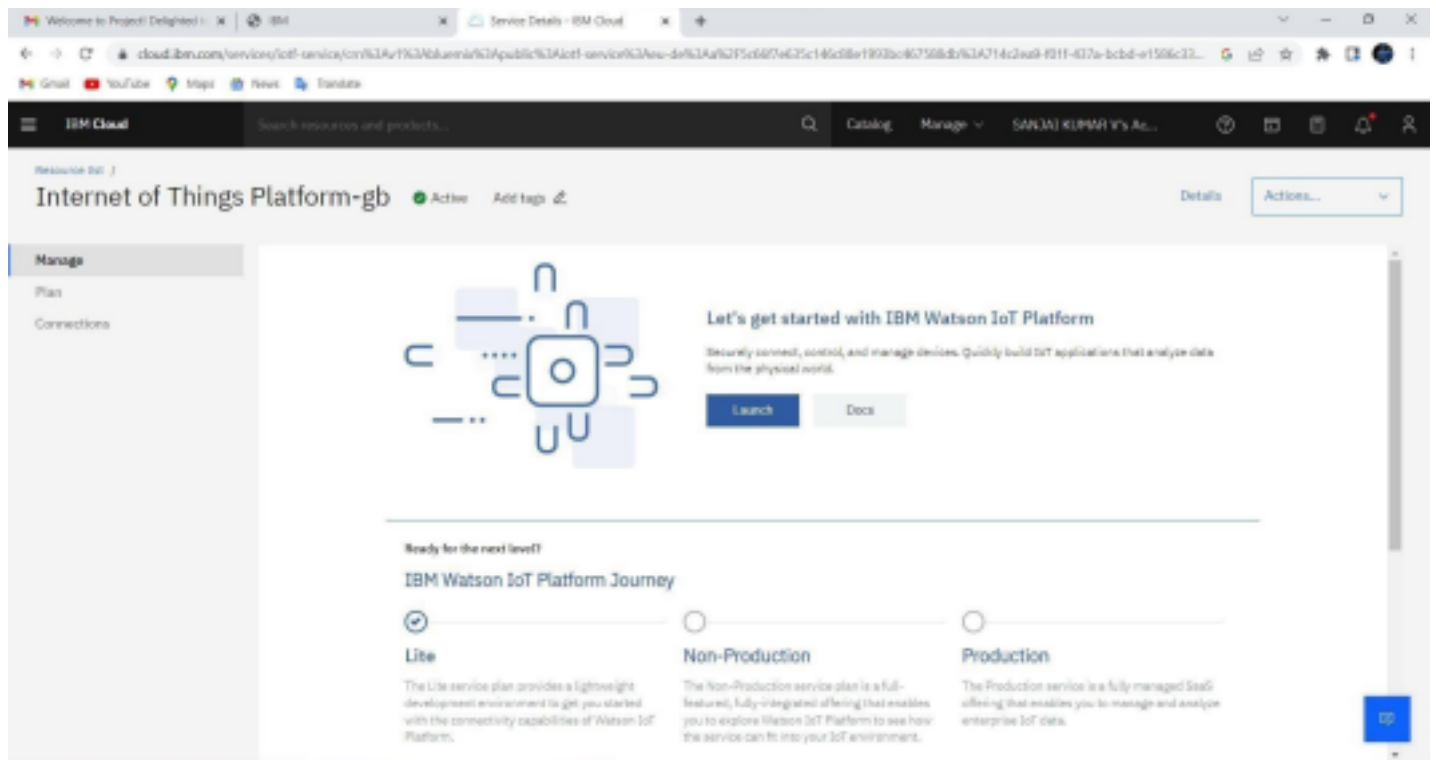 Welcome to Project! Delighted
IBM
Service Details - IBM Cloud
Gmail YouTube Maps News Translate
IBM Cloud
Search resources and products...
Catalog
Manage
SANJAI KUMAR V's Ac...
Resource list /
Internet of Things Platform-gb
Active
Add tags
Details
Actions...
Manage
Plan
Connections
Let's get started with IBM Watson IoT Platform
Securely connect, control, and manage devices. Quickly build IoT applications that analyze data
from the physical world.
Launch
Docs
Ready for the next level?
IBM Watson IoT Platform Journey
Lite
The Lite service plan provides a lightweight
development environment to get you started
with the connectivity capabilities of Watson IoT
Platform.
Non-Production
The Non-Production service plan is a full-
featured, fully-integrated offering that enables
you to explore Watson IoT Platform to see how
the service can fit into your IoT environment.
Production
The Production service is a fully managed SaaS
offering that enables you to manage and analyze
enterprise IoT data.